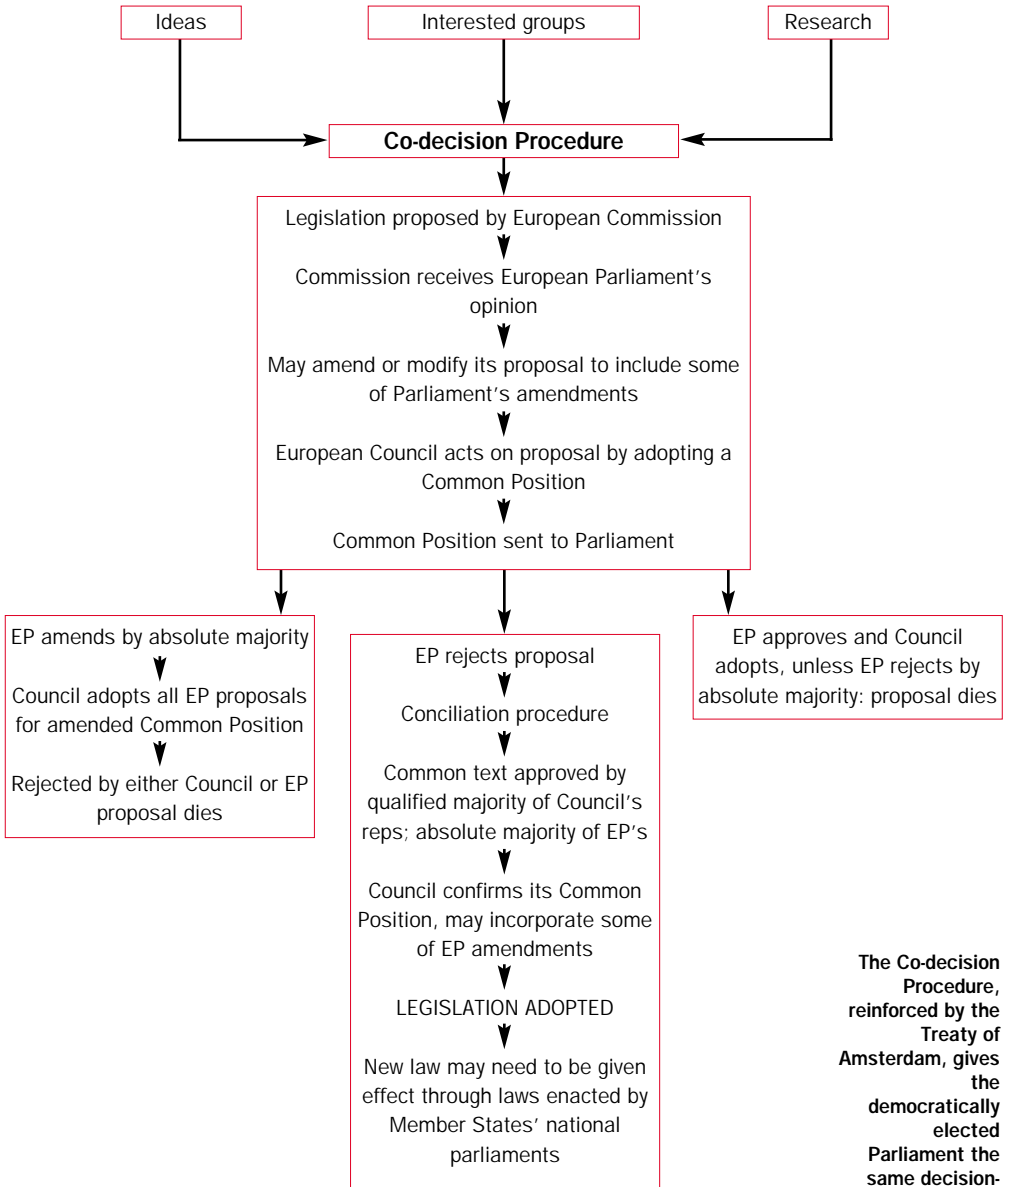 Ideas
Interested groups
Research
Co-decision Procedure
Legislation proposed by European Commission
Commission receives European Parliament's
opinion
May amend or modify its proposal to include some
of Parliament's amendments
European Council acts on proposal by adopting a
Common Position
Common Position sent to Parliament
EP amends by absolute majority
Council adopts all EP proposals
for amended Common Position
Rejected by either Council or EP
proposal dies
EP rejects proposal
Conciliation procedure
Common text approved by
qualified majority of Council's
reps; absolute majority of EP's
Council confirms its Common
Position, may incorporate some
of EP amendments
LEGISLATION ADOPTED
New law may need to be given
effect through laws enacted by
Member States' national
parliaments
EP approves and Council
adopts, unless EP rejects by
absolute majority: proposal dies
The Co-decision
Procedure,
reinforced by the
Treaty of
Amsterdam, gives
the
democratically
elected
Parliament the
same decision-